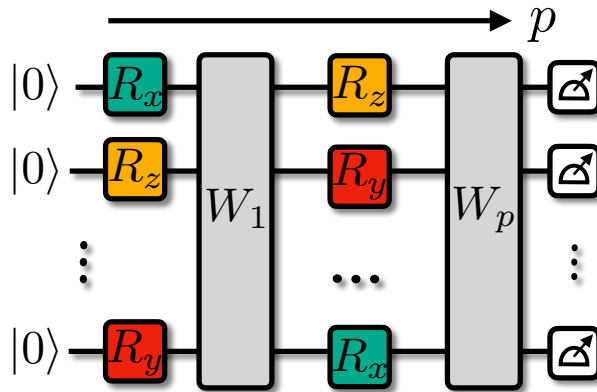 p
|0⟩ R_x R_z
|0⟩ R_z R_y
W_1 W_p
|0⟩ R_y R_x